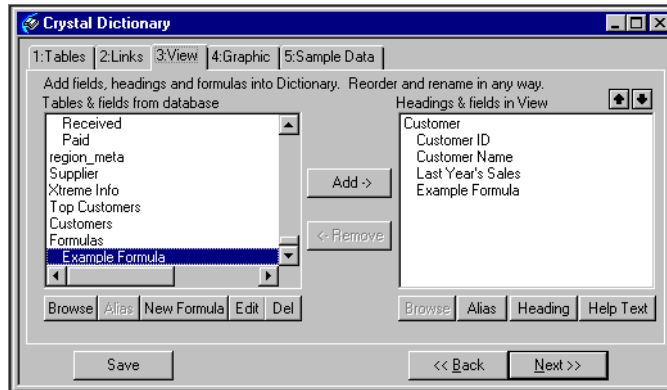 Crystal Dictionary
1:Tables 2:Links 3:View 4:Graphic 5:Sample Data
Add fields, headings and formulas into Dictionary. Reorder and rename in any way.
Tables & fields from database
Received
Paid
region_meta
Supplier
Xtreme Info
Top Customers
Customers
Formulas
Example Formula
Browse Alias New Formula Edit Del
Add ->
<- Remove
Headings & fields in View
Customer
Customer ID
Customer Name
Last Year's Sales
Example Formula
Browse Alias Heading Help Text
Save << Back Next >>